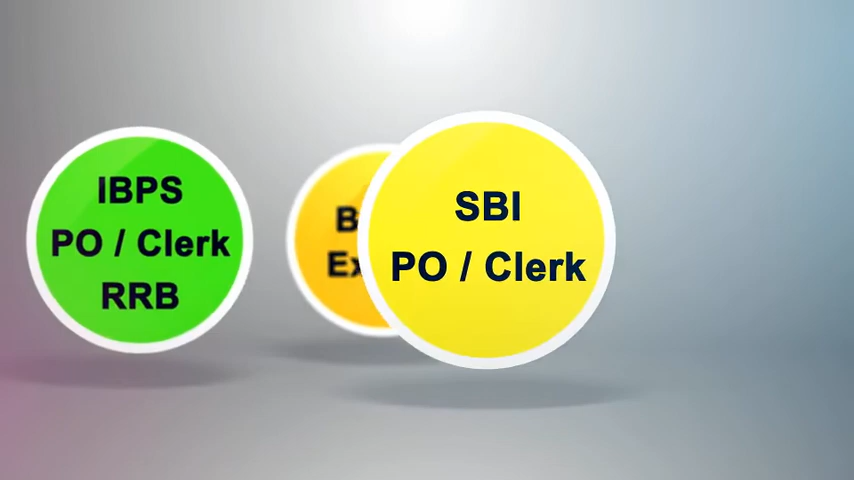 IBPS
PO / Clerk
RRB
SBI
PO / Clerk